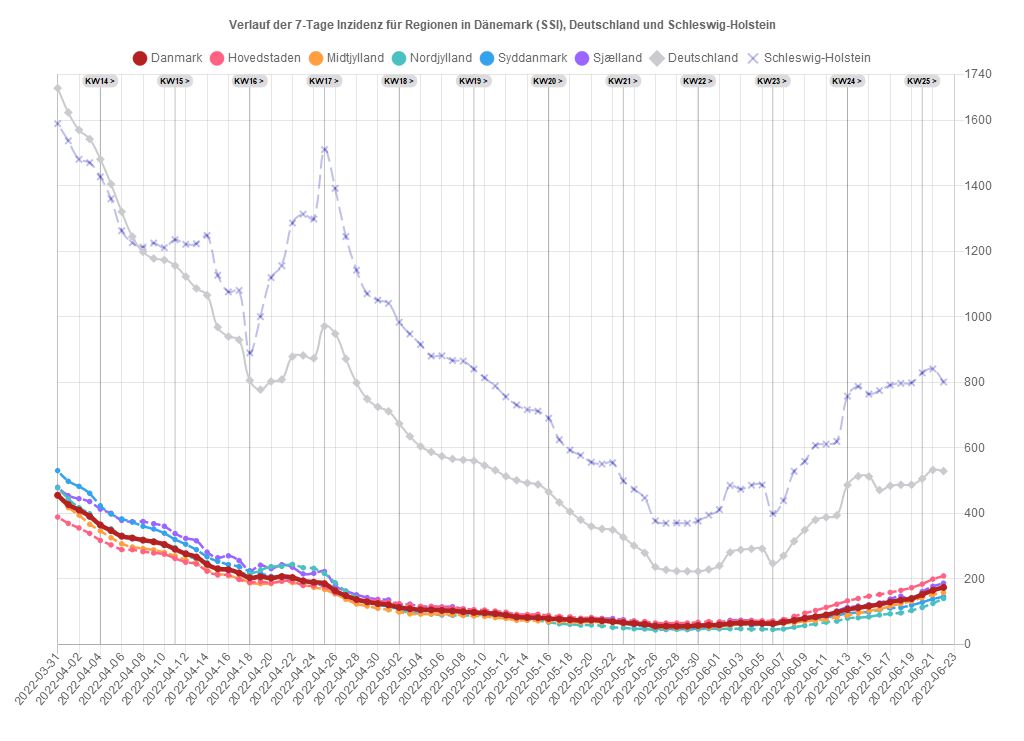 Verlauf der 7-Tage Inzidenz für Regionen in Dänemark (SSI), Deutschland und Schleswig-Holstein
Danmark Hovedstaden Midtjylland Nordjylland Syddanmark Sjælland Deutschland Schleswig-Holstein
KW14 > KW15 > KW16 > KW17 > KW18 > KW19 > KW20 > KW21 > KW22 > KW23 > KW24 > KW25 >
1740
1600
1400
1200
1000
800
600
400
200
0
2022-03-31 2022-04-02 2022-04-04 2022-04-06 2022-04-08 2022-04-10 2022-04-12 2022-04-14 2022-04-16 2022-04-18 2022-04-20 2022-04-22 2022-04-24 2022-04-26 2022-04-28 2022-04-30 2022-05-02 2022-05-04 2022-05-06 2022-05-08 2022-05-10 2022-05-12 2022-05-14 2022-05-16 2022-05-18 2022-05-20 2022-05-22 2022-05-24 2022-05-26 2022-05-28 2022-05-30 2022-06-01 2022-06-03 2022-06-05 2022-06-07 2022-06-09 2022-06-11 2022-06-13 2022-06-15 2022-06-17 2022-06-19 2022-06-21 2022-06-23